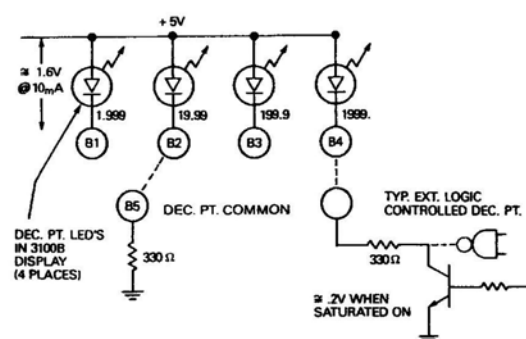 + 5V
≅ 1.6V
@ 10mA
1.999
19.99
199.9
1999.
B1
B2
B3
B4
B5
DEC. PT. COMMON
TYP. EXT. LOGIC
CONTROLLED DEC. PT.
DEC. PT. LED'S
IN 3100B
DISPLAY
(4 PLACES)
330 Ω
330 Ω
≅ .2V WHEN
SATURATED ON